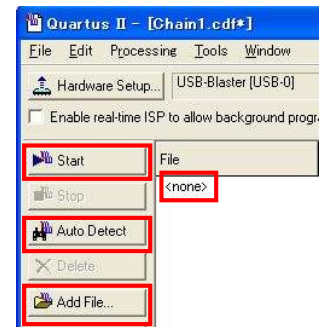 Quartus II - [Chain1.cdf*]
File Edit Processing Tools Window
Hardware Setup... USB-Blaster [USB-0]
Enable real-time ISP to allow background
Start
File
<none>
Stop
Auto Detect
Delete
Add File...